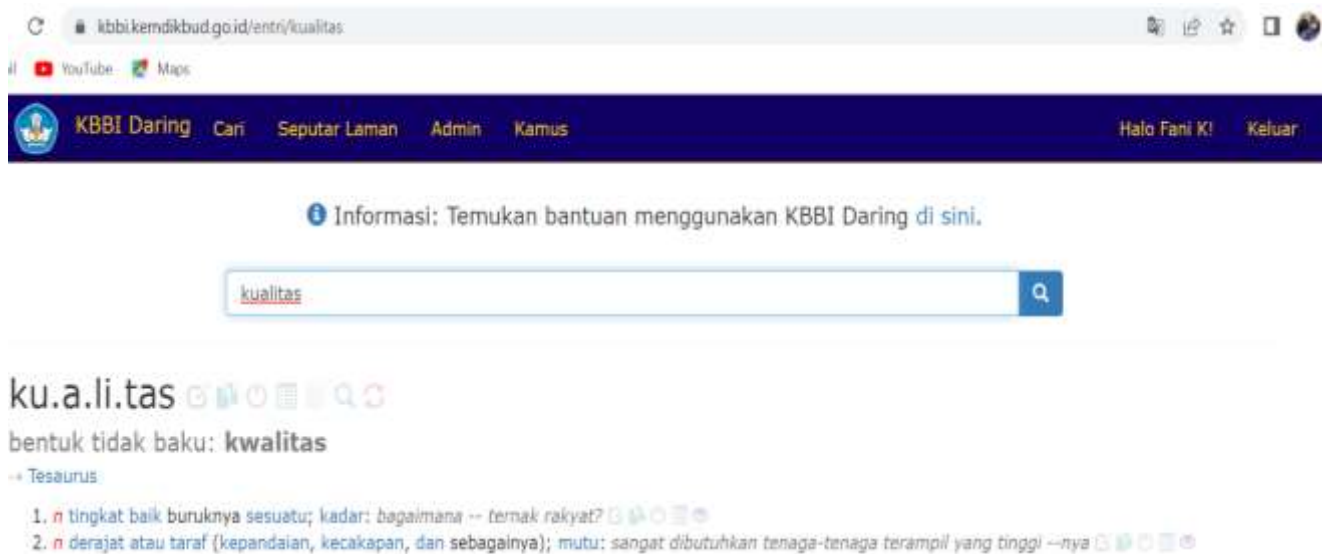 kbbi.kemdikbud.go.id/entri/kualitas
YouTube Maps
KBBI Daring Cari Seputar Laman Admin Kamus Halo Fani K! Keluar
Informasi: Temukan bantuan menggunakan KBBI Daring di sini.
kualitas
ku.a.li.tas
bentuk tidak baku: kwalitas
→ Tesaurus
1. n tingkat baik buruknya sesuatu; kadar: bagaimana -- ternak rakyat?
2. n derajat atau taraf (kepandaian, kecakapan, dan sebagainya); mutu: sangat dibutuhkan tenaga-tenaga terampil yang tinggi --nya